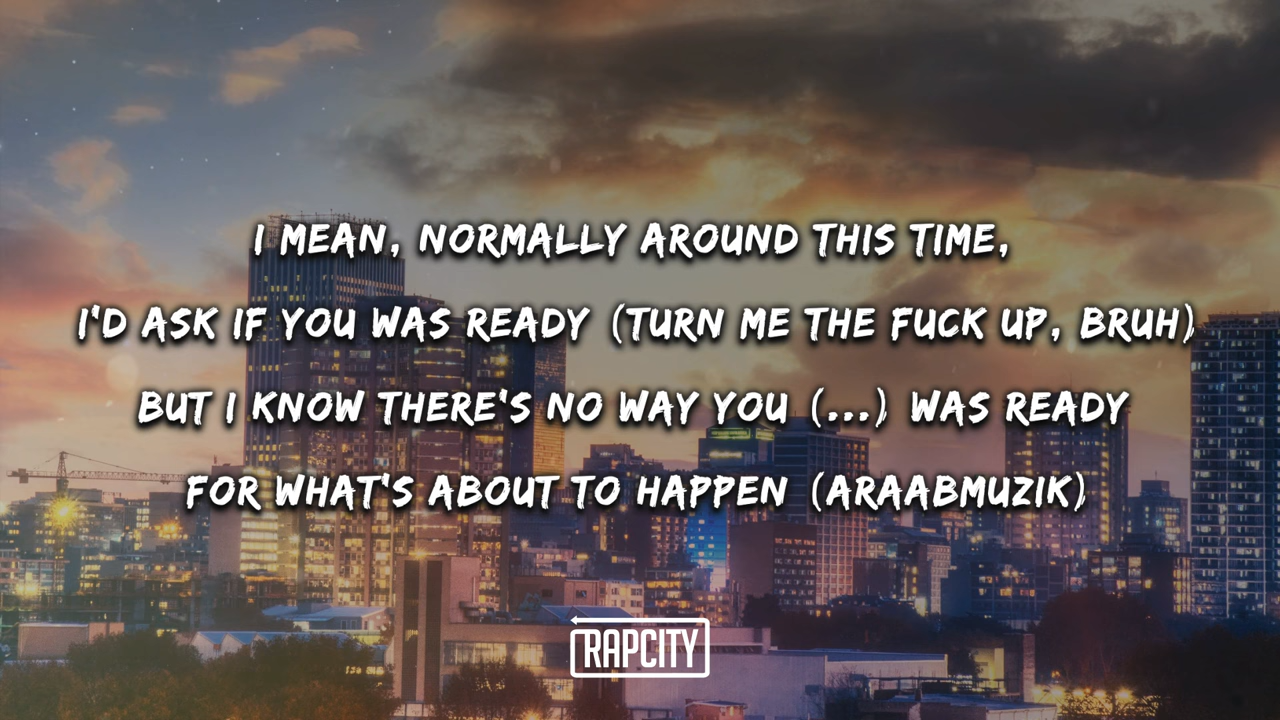 I MEAN, NORMALLY AROUND THIS TIME,
I'D ASK IF YOU WAS READY (TURN ME THE FUCK UP, BRUH)
BUT I KNOW THERE'S NO WAY YOU (...) WAS READY
FOR WHAT'S ABOUT TO HAPPEN (ARAABMUZIK)
RAPCITY